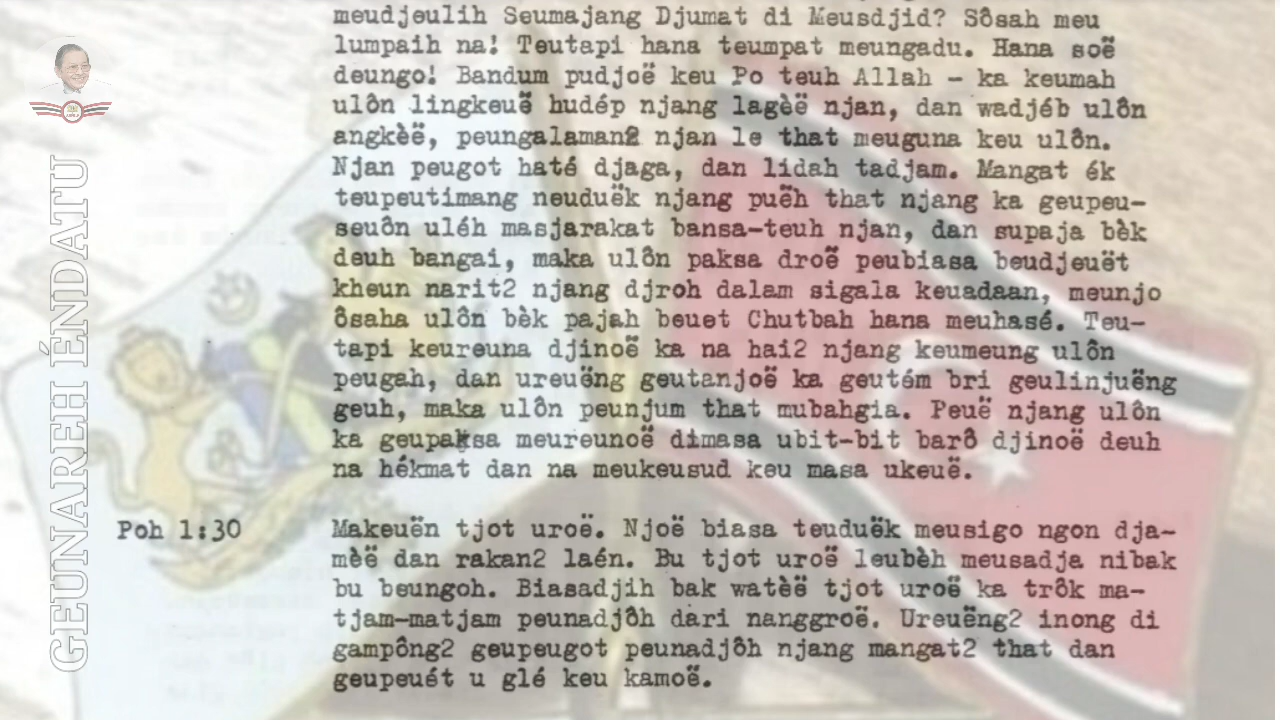 meudjeulih Seumajang Djumat di Meusdjid? Sôsah meu
lumpaih na! Teutapi hana teumpat meungadu. Hana soë
deungo! Bandum pudjoë keu Po teuh Allah - ka keumah
ulôn lingkeuë hudép njang lagèë njan, dan wadjéb ulôn
angkèë, peungalaman2 njan le that meuguna keu ulôn.
Njan peugot haté djaga, dan lidah tadjam. Mangat ék
teupeutimang neuduëk njang puëh that njang ka geupeu-
seuôn uléh masjarakat bansa-teuh njan, dan supaja bèk
deuh bangai, maka ulôn paksa droë peubiasa beudjeuët
kheun narit2 njang djroh dalam sigala keuadaan, meunjo
ôsaha ulôn bèk pajah beuet Chutbah hana meuhasé. Teu-
tapi keureuna djinoë ka na hai2 njang keumeung ulôn
peugah, dan ureuëng geutanjoë ka geutém bri geulinjuëng
geuh, maka ulôn peunjum that mubahgia. Peuë njang ulôn
ka geupaksa meureunoë dimasa ubit-bit barô djinoë deuh
na hékmat dan na meukeusud keu masa ukeuë.
Poh 1:30 Makeuën tjot uroë. Njoë biasa teuduëk meusigo ngon dja-
mèë dan rakan2 laén. Bu tjot uroë leubèh meusadja nibak
bu beungoh. Biasadjih bak watèë tjot uroë ka trôk ma-
tjam-matjam peunadjôh dari nanggroë. Ureuëng2 inong di
gampông2 geupeugot peunadjôh njang mangat2 that dan
geupeuét u glé keu kamoë.
GEUNAREH ÉNDATU